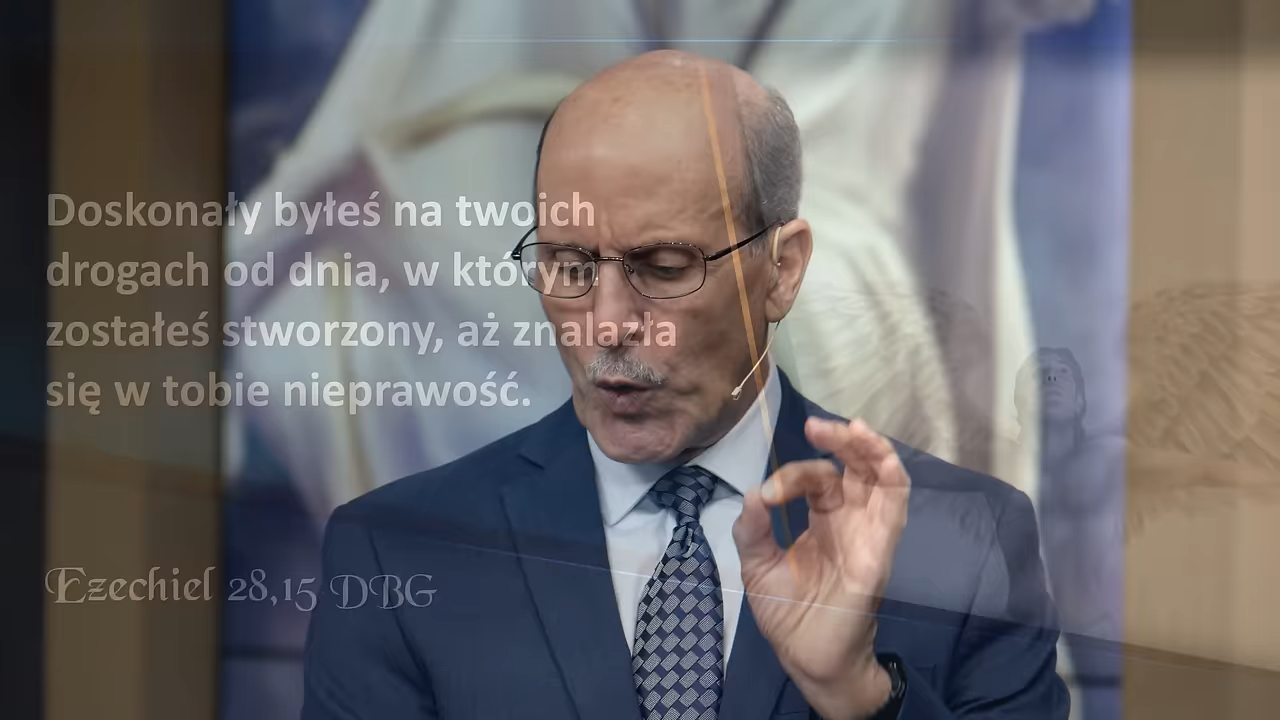 Doskonały byłeś na twoich
drogach od dnia, w którym
zostałeś stworzony, aż znalazła
się w tobie nieprawość.
Ezechiel 28,15 DBG